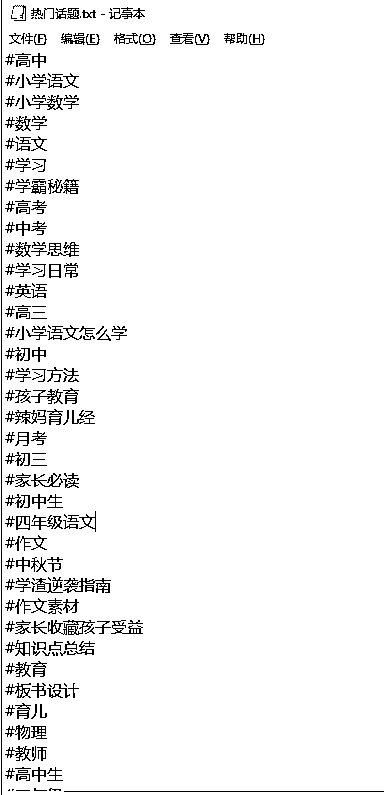 热门话题.txt - 记事本
文件(F) 编辑(E) 格式(O) 查看(V) 帮助(H)
#高中
#小学语文
#小学数学
#数学
#语文
#学习
#学霸秘籍
#高考
#中考
#数学思维
#学习日常
#英语
#高三
#小学语文怎么学
#初中
#学习方法
#孩子教育
#辣妈育儿经
#月考
#初三
#家长必读
#初中生
#四年级语文
#作文
#中秋节
#学渣逆袭指南
#作文素材
#家长收藏孩子受益
#知识点总结
#教育
#板书设计
#育儿
#物理
#教师
#高中生